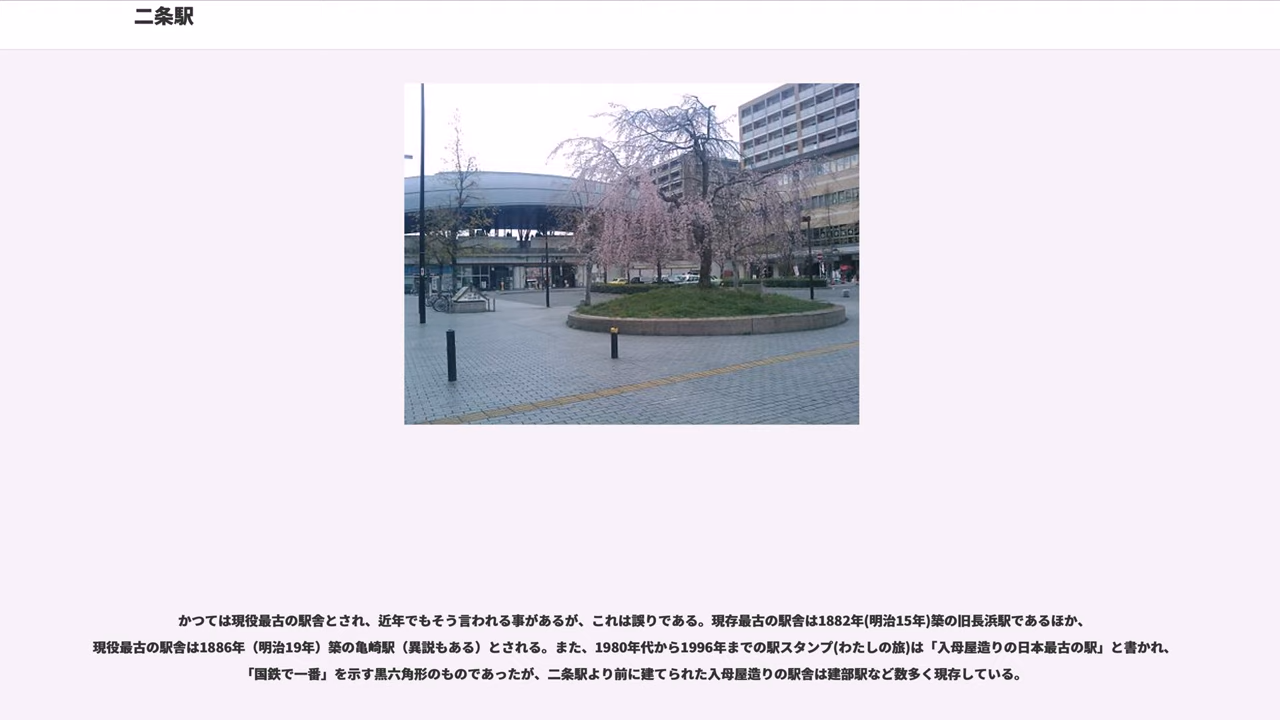 二条駅
かつては現役最古の駅舎とされ、近年でもそう言われる事があるが、これは誤りである。現存最古の駅舎は1882年(明治15年)築の旧長浜駅であるほか、
現役最古の駅舎は1886年（明治19年）築の亀崎駅（異説もある）とされる。また、1980年代から1996年までの駅スタンプ(わたしの旅)は「入母屋造りの日本最古の駅」と書かれ、
「国鉄で一番」を示す黒六角形のものであったが、二条駅より前に建てられた入母屋造りの駅舎は建部駅など数多く現存している。